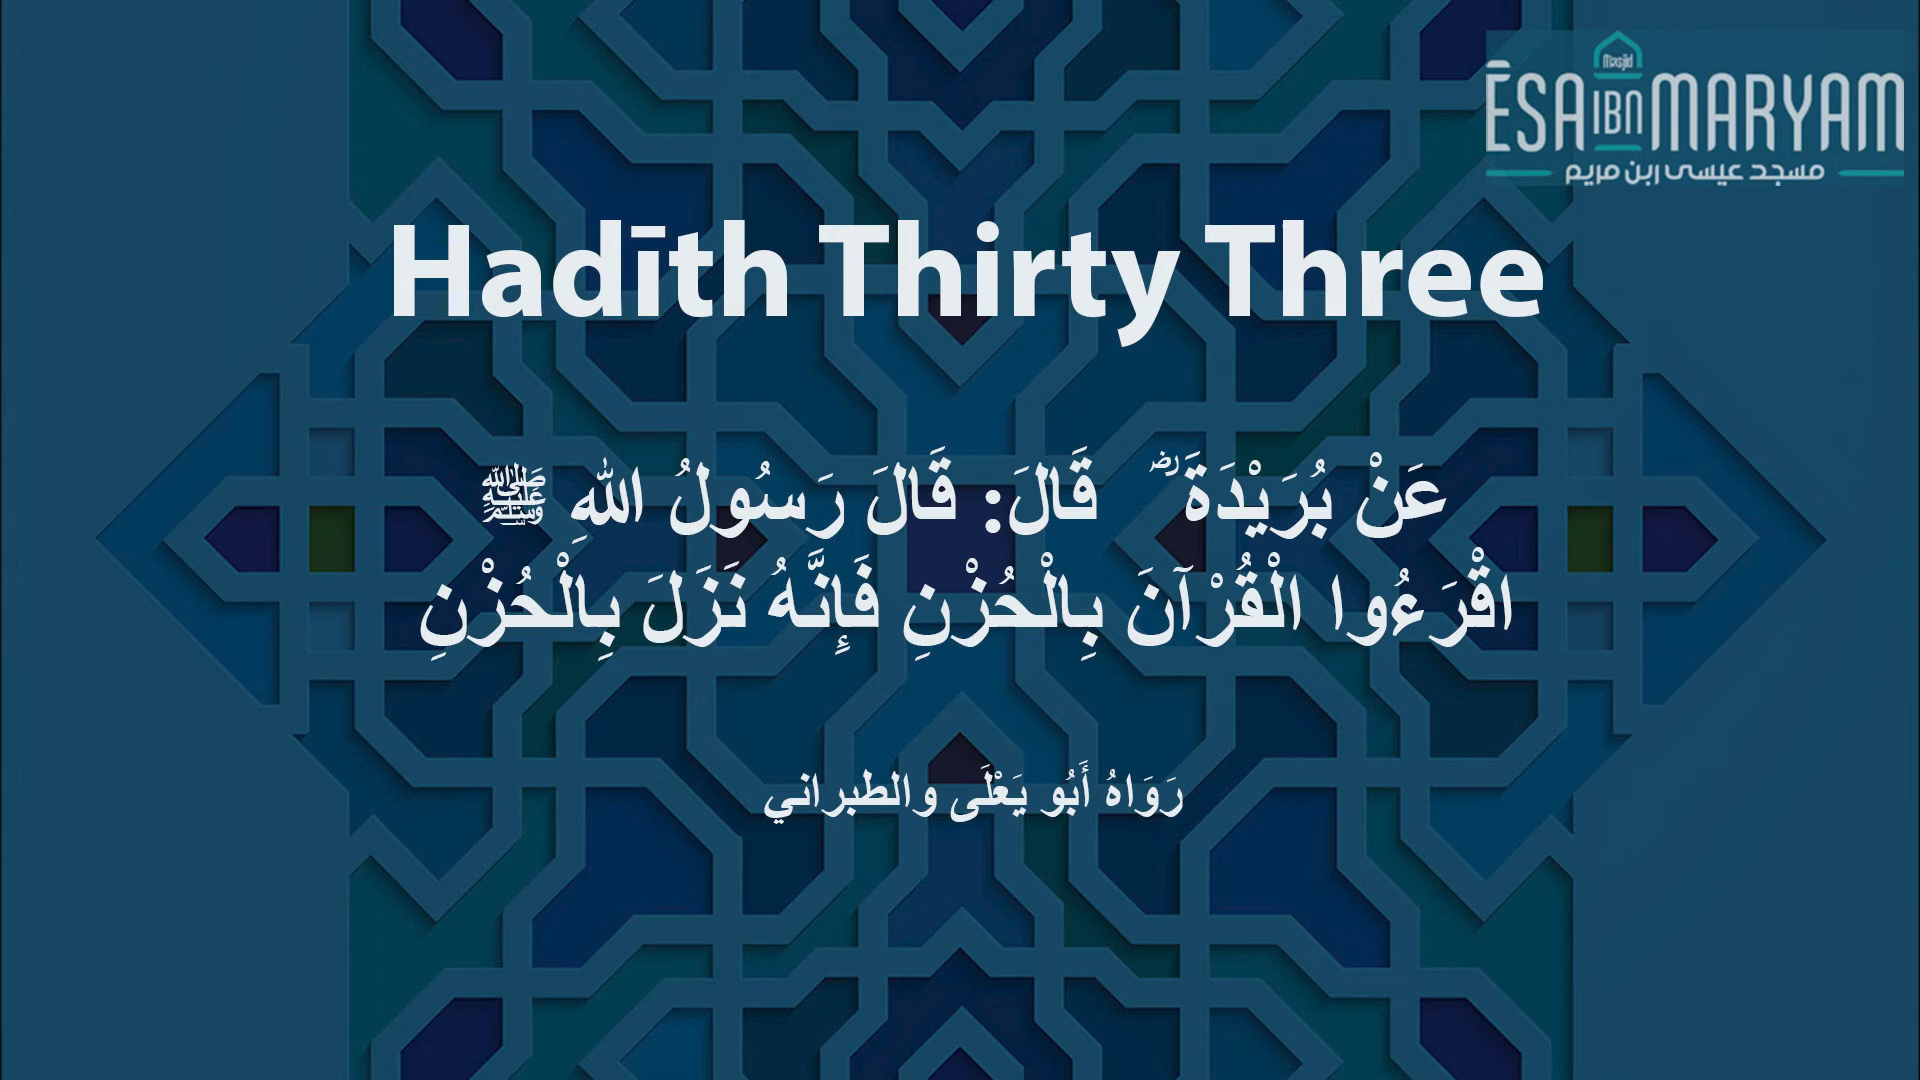 Masjid
ĒSA IBN MARYAM
مسجد عيسى ابن مريم
Hadīth Thirty Three
عَنْ بُرَيْدَةَ ؓ قَالَ: قَالَ رَسُولُ اللهِ ﷺ
اقْرَءُوا الْقُرْآنَ بِالْحُزْنِ فَإِنَّهُ نَزَلَ بِالْحُزْنِ
رَوَاهُ أَبُو يَعْلَى والطبراني